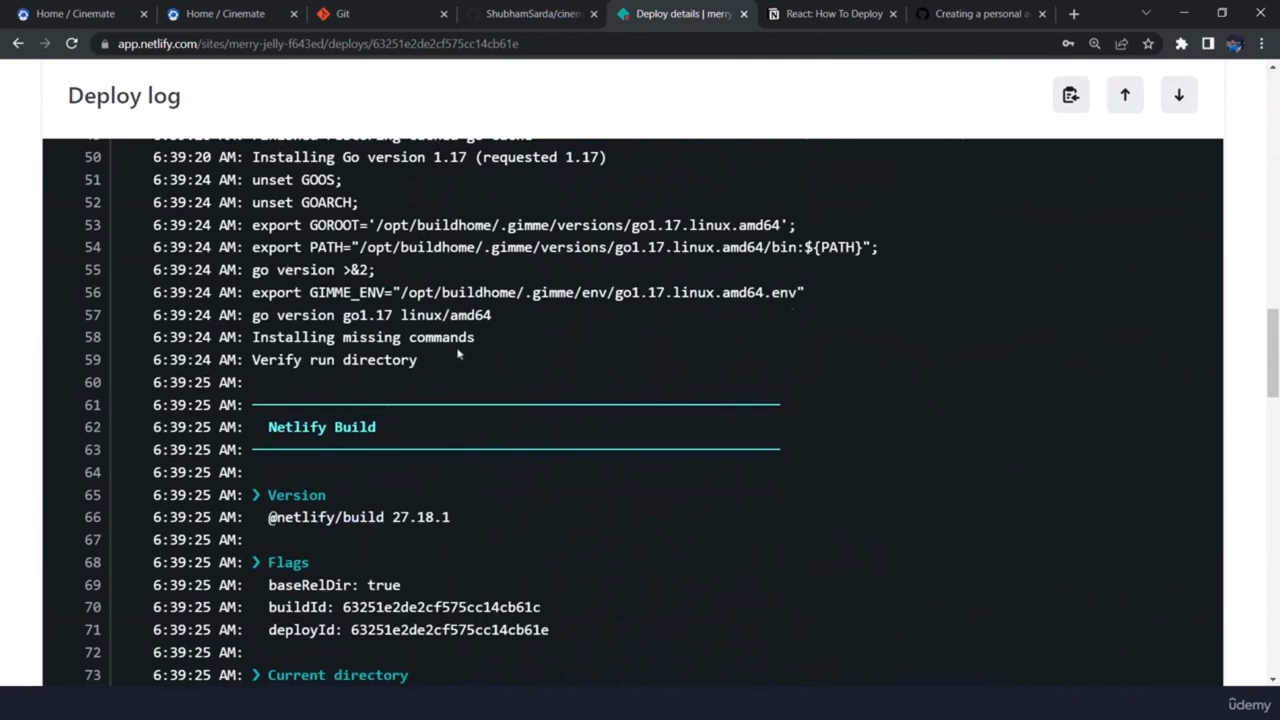 Home / Cinemate
Home / Cinemate
Git
ShubhamSarda/cinem
Deploy details | merry
React: How To Deploy
Creating a personal a
app.netlify.com/sites/merry-jelly-f643ed/deploys/63251e2de2cf575cc14cb61e
Deploy log
50 6:39:20 AM: Installing Go version 1.17 (requested 1.17)
51 6:39:24 AM: unset GOOS;
52 6:39:24 AM: unset GOARCH;
53 6:39:24 AM: export GOROOT='/opt/buildhome/.gimme/versions/go1.17.linux.amd64';
54 6:39:24 AM: export PATH="/opt/buildhome/.gimme/versions/go1.17.linux.amd64/bin:${PATH}";
55 6:39:24 AM: go version >&2;
56 6:39:24 AM: export GIMME_ENV="/opt/buildhome/.gimme/env/go1.17.linux.amd64.env"
57 6:39:24 AM: go version go1.17 linux/amd64
58 6:39:24 AM: Installing missing commands
59 6:39:24 AM: Verify run directory
60 6:39:25 AM:
61 6:39:25 AM:
62 6:39:25 AM: Netlify Build
63 6:39:25 AM:
64 6:39:25 AM:
65 6:39:25 AM: ❯ Version
66 6:39:25 AM: @netlify/build 27.18.1
67 6:39:25 AM:
68 6:39:25 AM: ❯ Flags
69 6:39:25 AM: baseRelDir: true
70 6:39:25 AM: buildId: 63251e2de2cf575cc14cb61c
71 6:39:25 AM: deployId: 63251e2de2cf575cc14cb61e
72 6:39:25 AM:
73 6:39:25 AM: ❯ Current directory
ûdemy